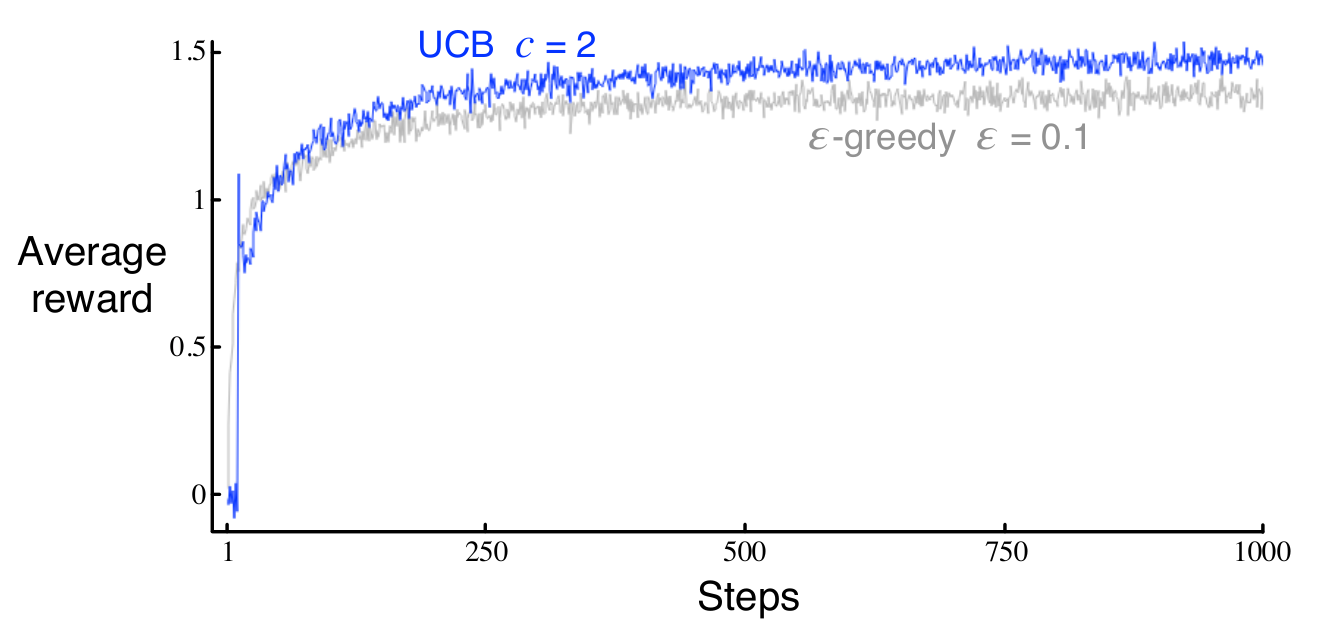 UCB c = 2
1.5
ε-greedy ε = 0.1
1
Average
reward
0.5
0
1 250 500 750 1000
Steps